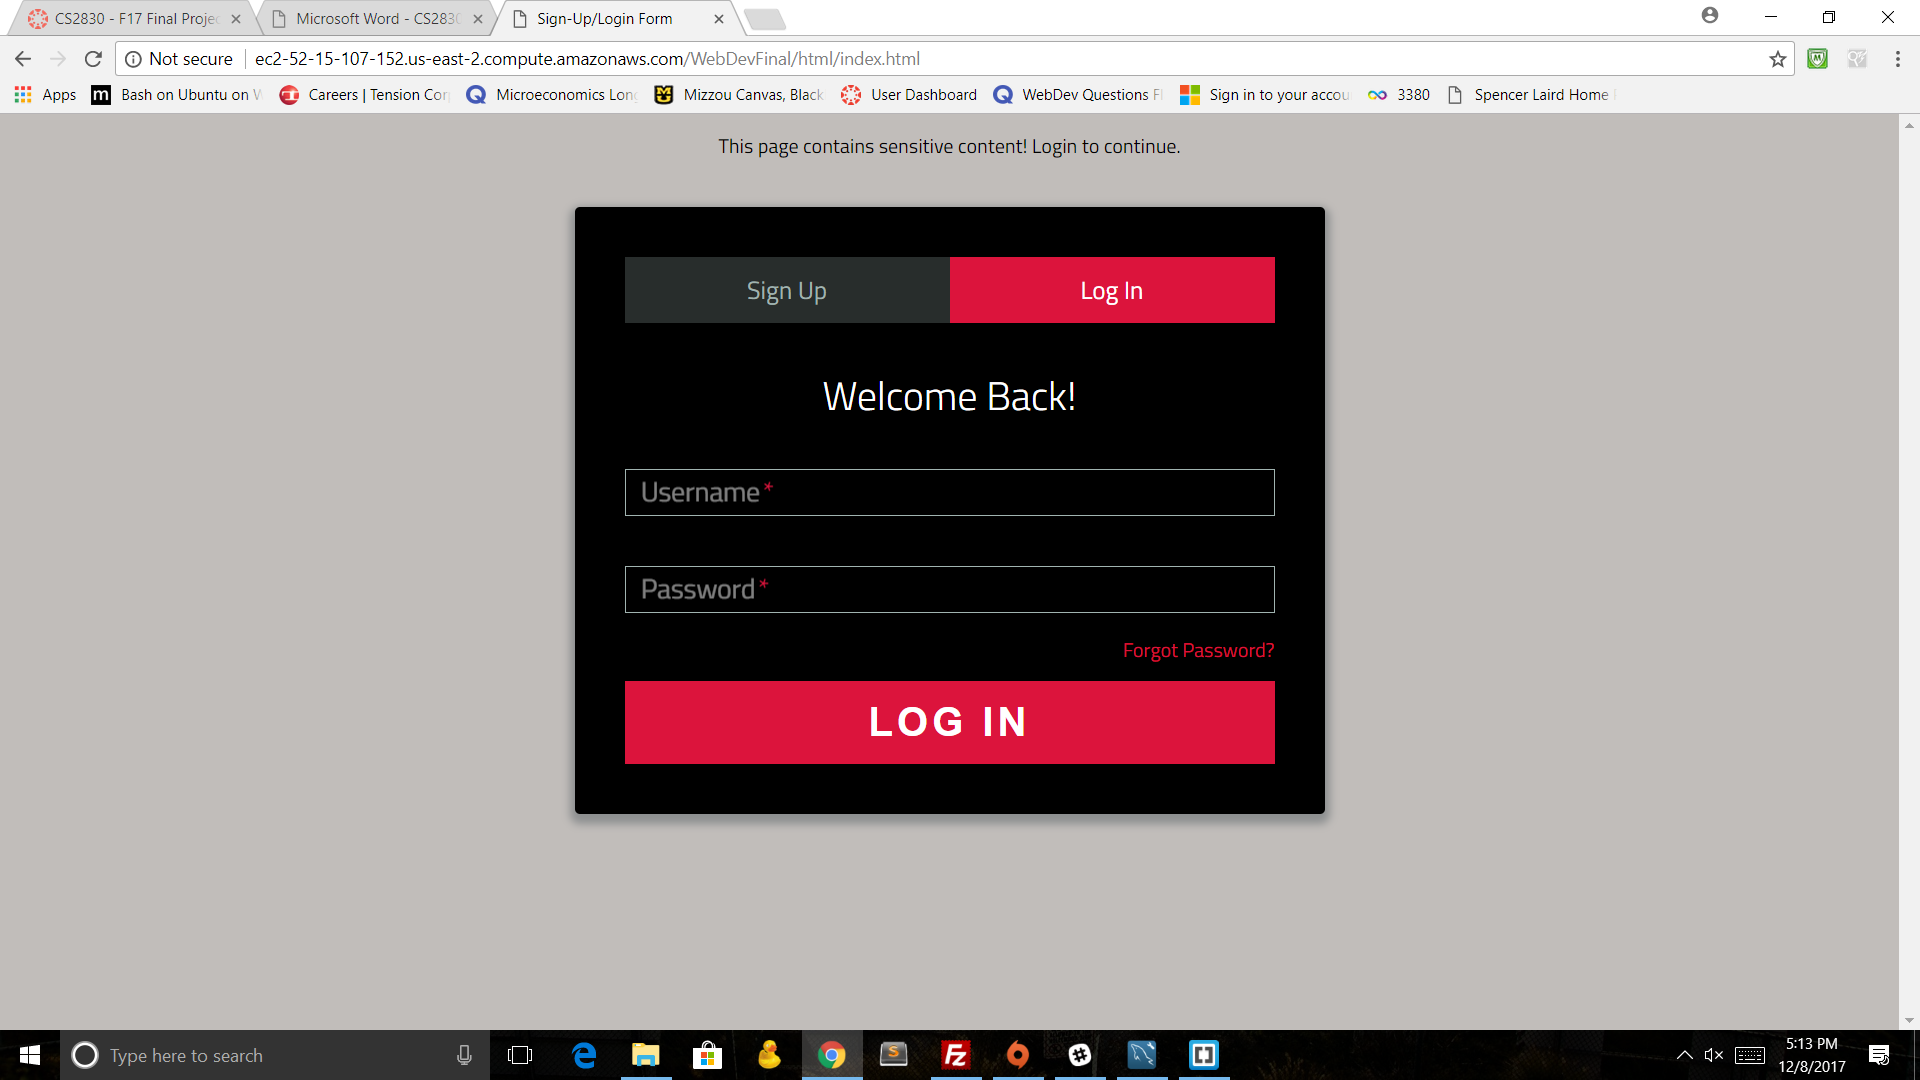 CS2830 - F17 Final Projec
Microsoft Word - CS2830
Sign-Up/Login Form
Not secure
ec2-52-15-107-152.us-east-2.compute.amazonaws.com/WebDevFinal/html/index.html
Apps
Bash on Ubuntu on W
Careers | Tension Cor
Microeconomics Long
Mizzou Canvas, Black
User Dashboard
WebDev Questions Fl
Sign in to your accou
3380
Spencer Laird Home
This page contains sensitive content! Login to continue.
Sign Up
Log In
Welcome Back!
Username*
Password*
Forgot Password?
LOG IN
Type here to search
5:13 PM
12/8/2017